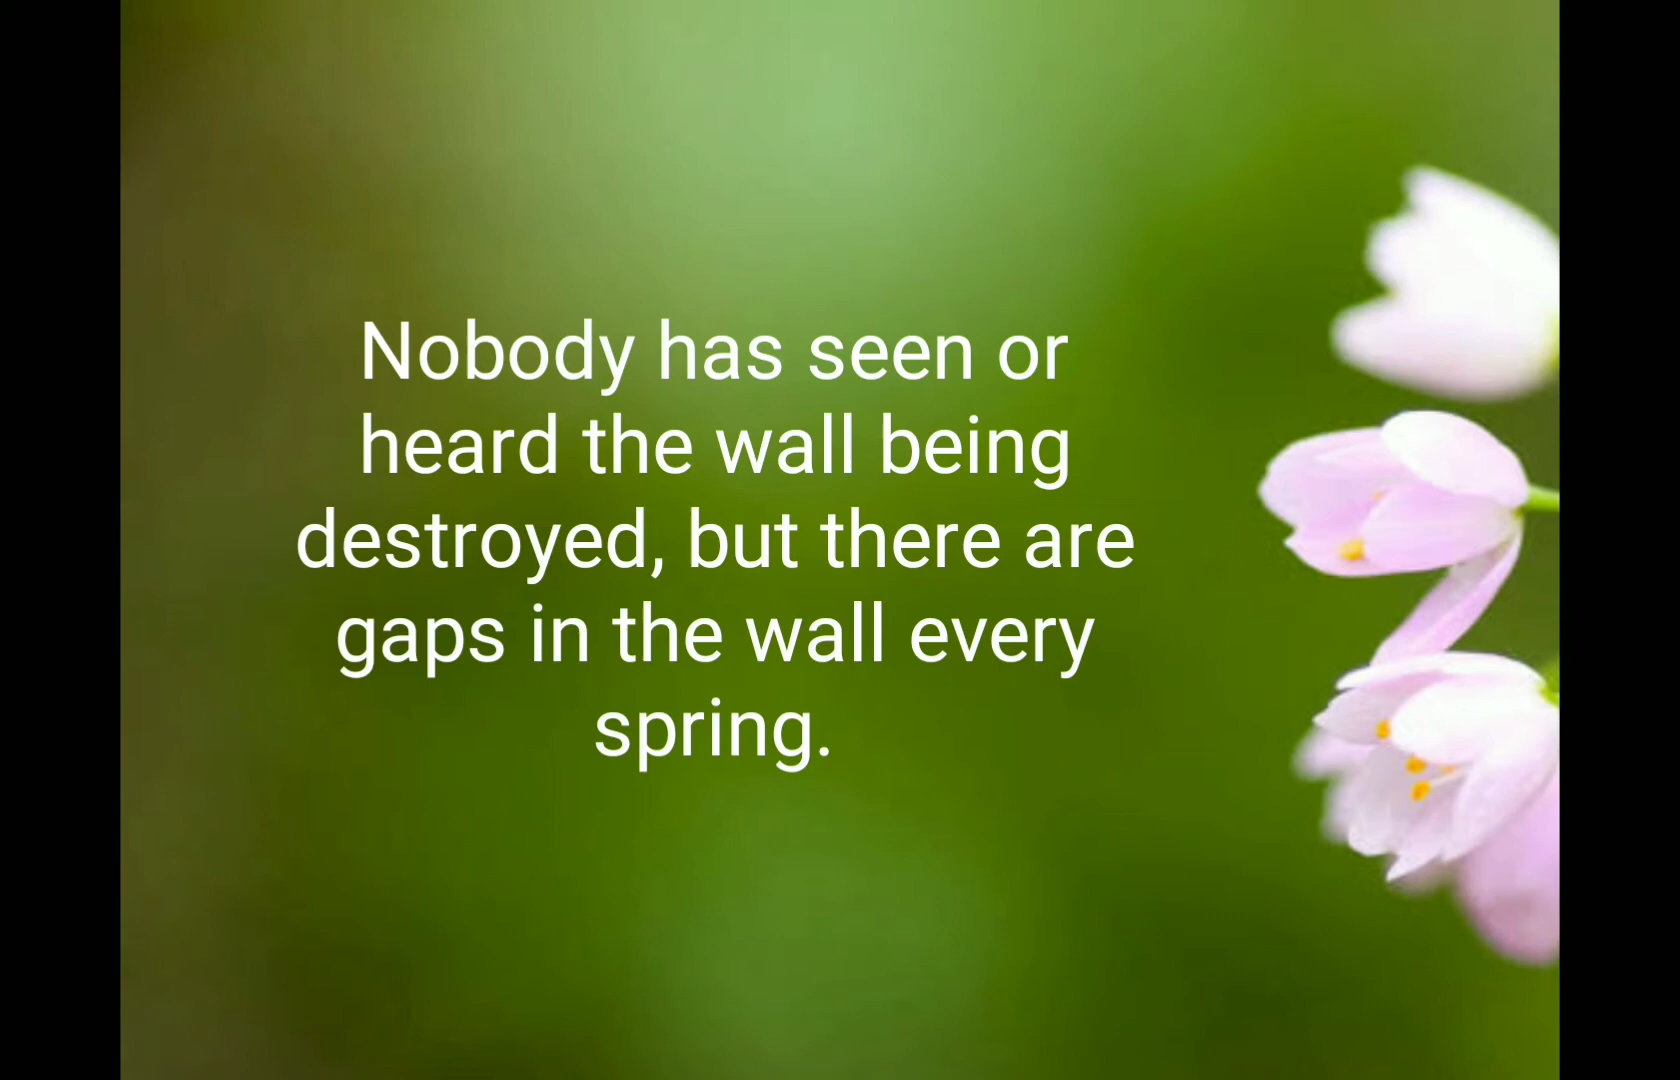 Nobody has seen or
heard the wall being
destroyed, but there are
gaps in the wall every
spring.